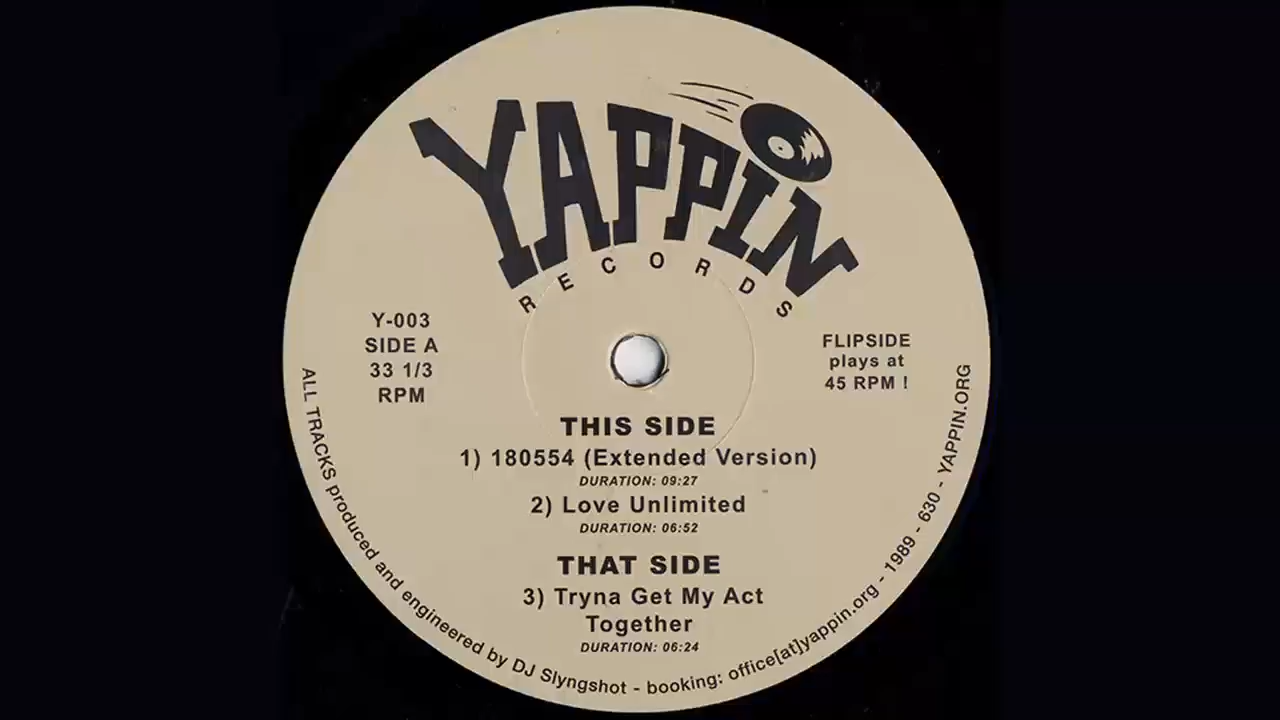 YAPPIN
RECORDS
Y-003
SIDE A
33 1/3
RPM
FLIPSIDE
plays at
45 RPM !
THIS SIDE
1) 180554 (Extended Version)
DURATION: 09:27
2) Love Unlimited
DURATION: 06:52
THAT SIDE
3) Tryna Get My Act
Together
DURATION: 06:24
ALL TRACKS produced and engineered by DJ Slyngshot - booking: office[at]yappin.org - 1989 - 630 - YAPPIN.ORG